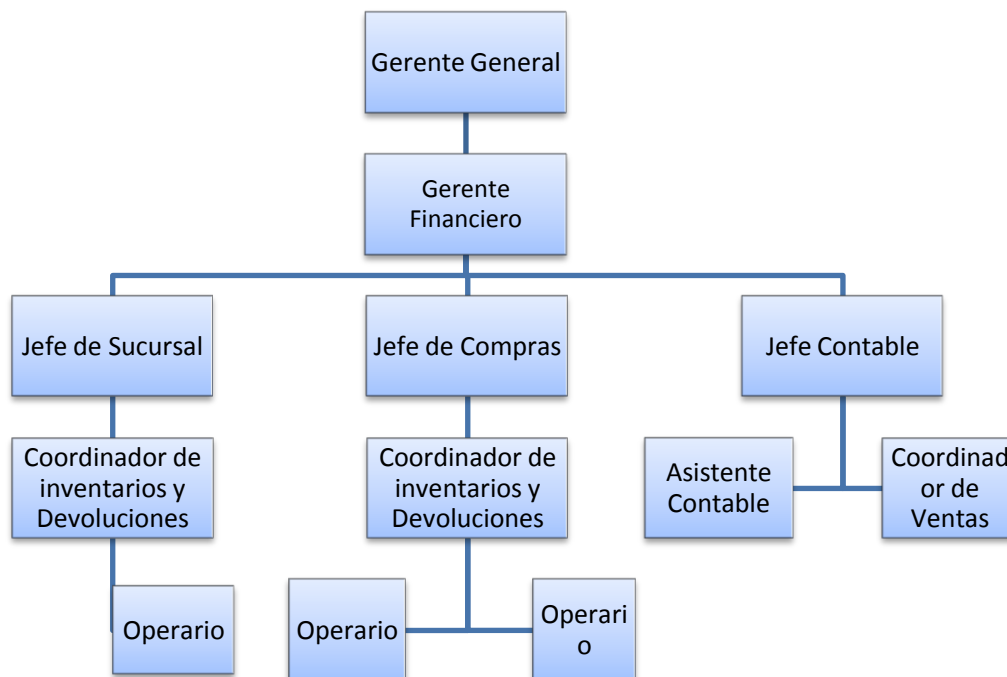 Gerente General
Gerente
Financiero
Jefe de Sucursal
Jefe de Compras
Jefe Contable
Coordinador de
inventarios y
Devoluciones
Coordinador de
inventarios y
Devoluciones
Asistente
Contable
Coordinad
or de
Ventas
Operario
Operario
Operari
o